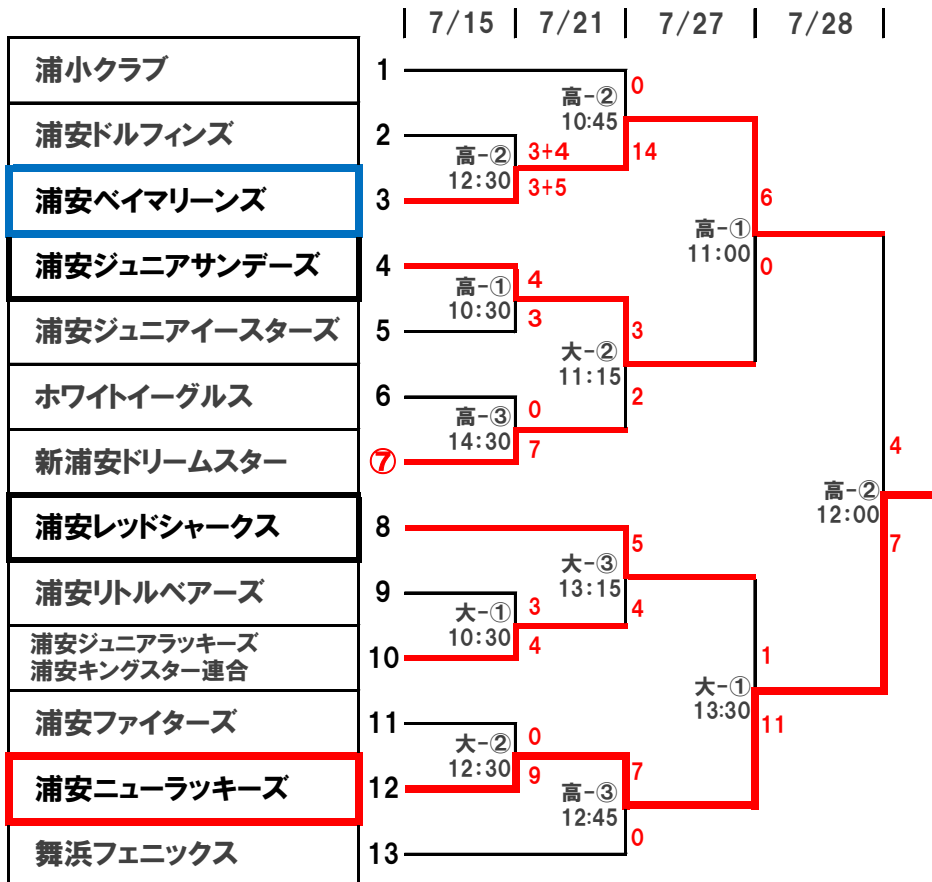 7/15 7/21 7/27 7/28
浦小クラブ 1
浦安ドルフィンズ 2
浦安ベイマリーンズ 3
浦安ジュニアサンデーズ 4
浦安ジュニアイースターズ 5
ホワイトイーグルス 6
新浦安ドリームスター ⑦
浦安レッドシャークス 8
浦安リトルベアーズ 9
浦安ジュニアラッキーズ
浦安キングスター連合 10
浦安ファイターズ 11
浦安ニューラッキーズ 12
舞浜フェニックス 13
高-②
12:30
3+4
3+5
高-①
10:30
4
3
高-③
14:30
0
7
大-①
10:30
3
4
大-②
12:30
0
9
高-②
10:45
0
14
大-②
11:15
3
2
大-③
13:15
5
4
高-③
12:45
7
0
高-①
11:00
6
0
大-①
13:30
1
11
高-②
12:00
4
7